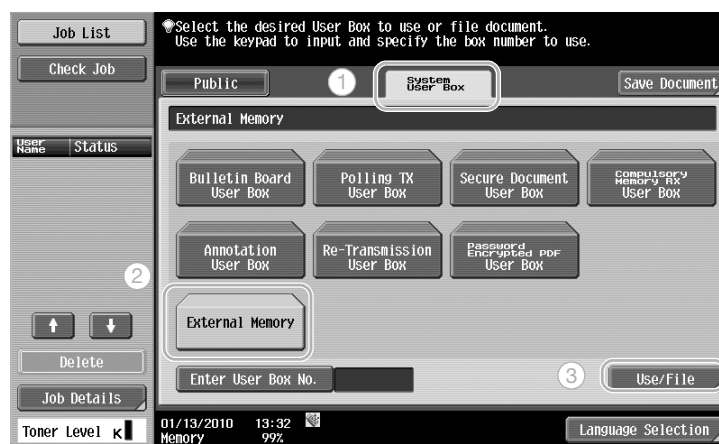 Job List
Check Job
User
Name
Status
2
Delete
Job Details
Toner Level K
Select the desired User Box to use or file document.
Use the keypad to input and specify the box number to use.
Public
1
System
User Box
Save Document
External Memory
Bulletin Board
User Box
Polling TX
User Box
Secure Document
User Box
Compulsory
Memory RX
User Box
Annotation
User Box
Re-Transmission
User Box
Password
Encrypted PDF
User Box
External Memory
Enter User Box No.
3
Use/File
01/13/2010 13:32
Memory 99%
Language Selection